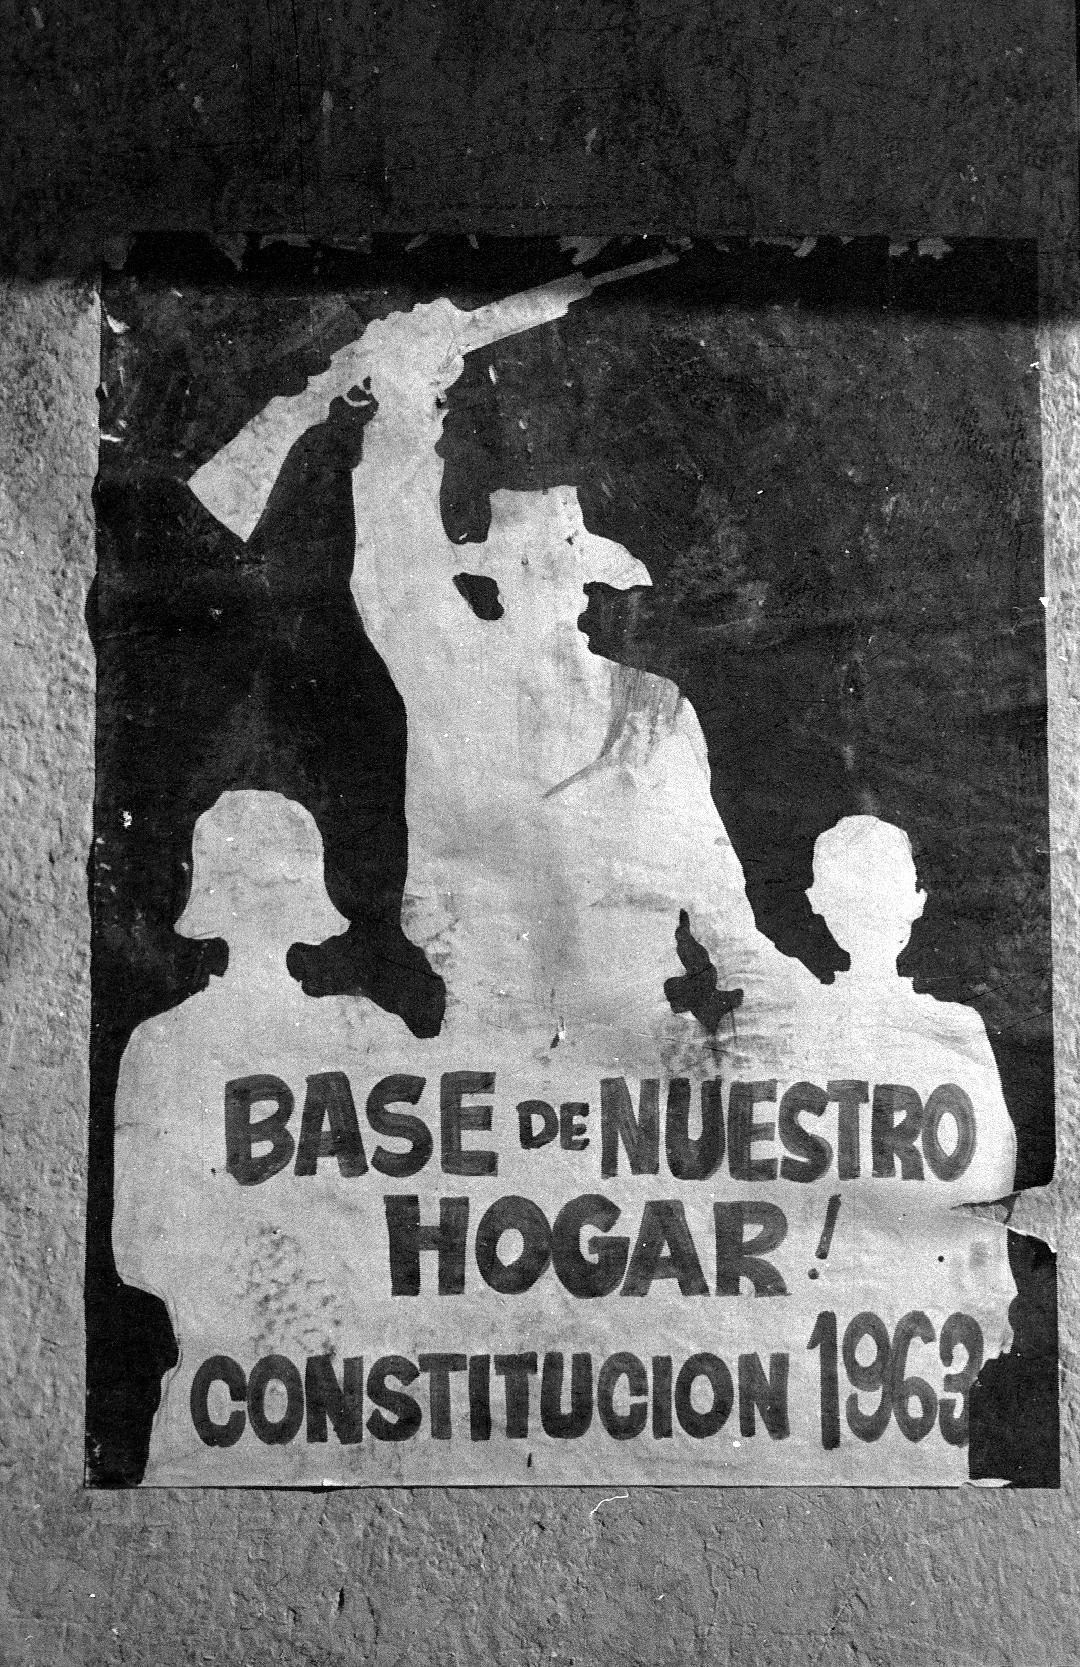 BASE DE NUESTRO
HOGAR!
CONSTITUCION 1963